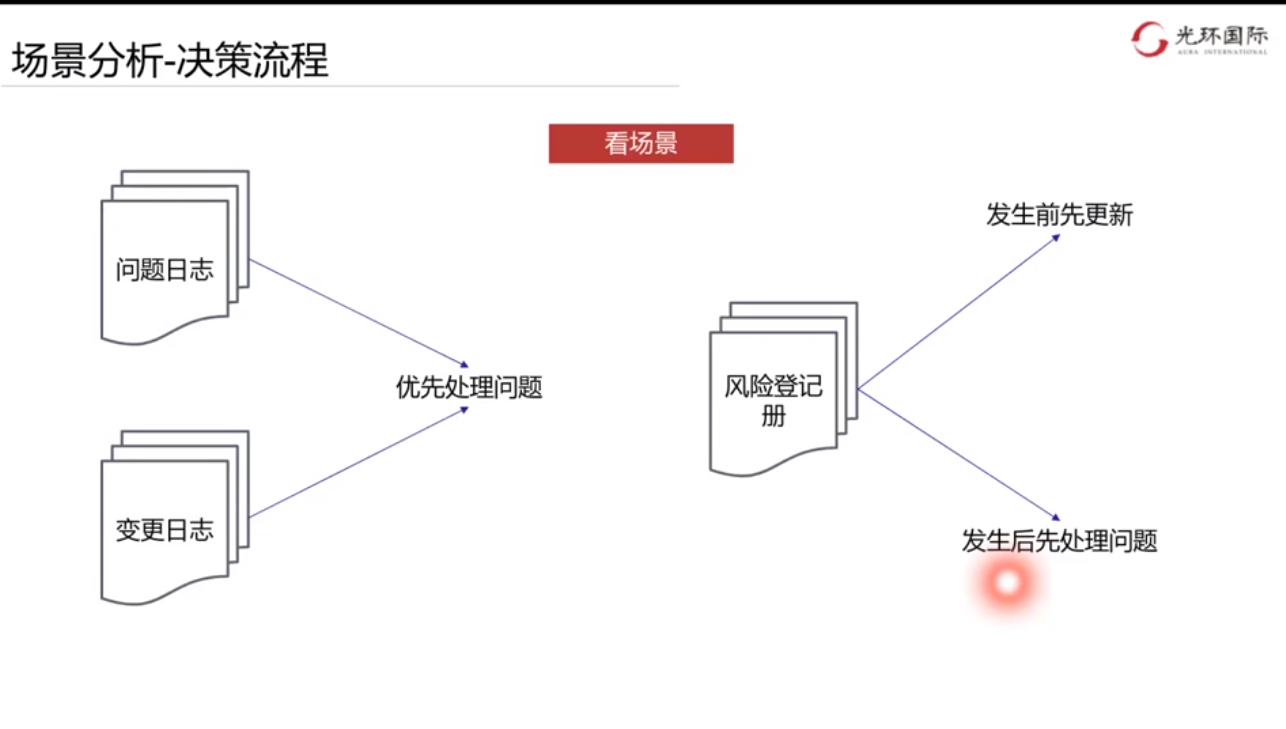 场景分析-决策流程
光环国际
AURA INTERNATIONAL
看场景
问题日志
变更日志
优先处理问题
风险登记
册
发生前先更新
发生后先处理问题